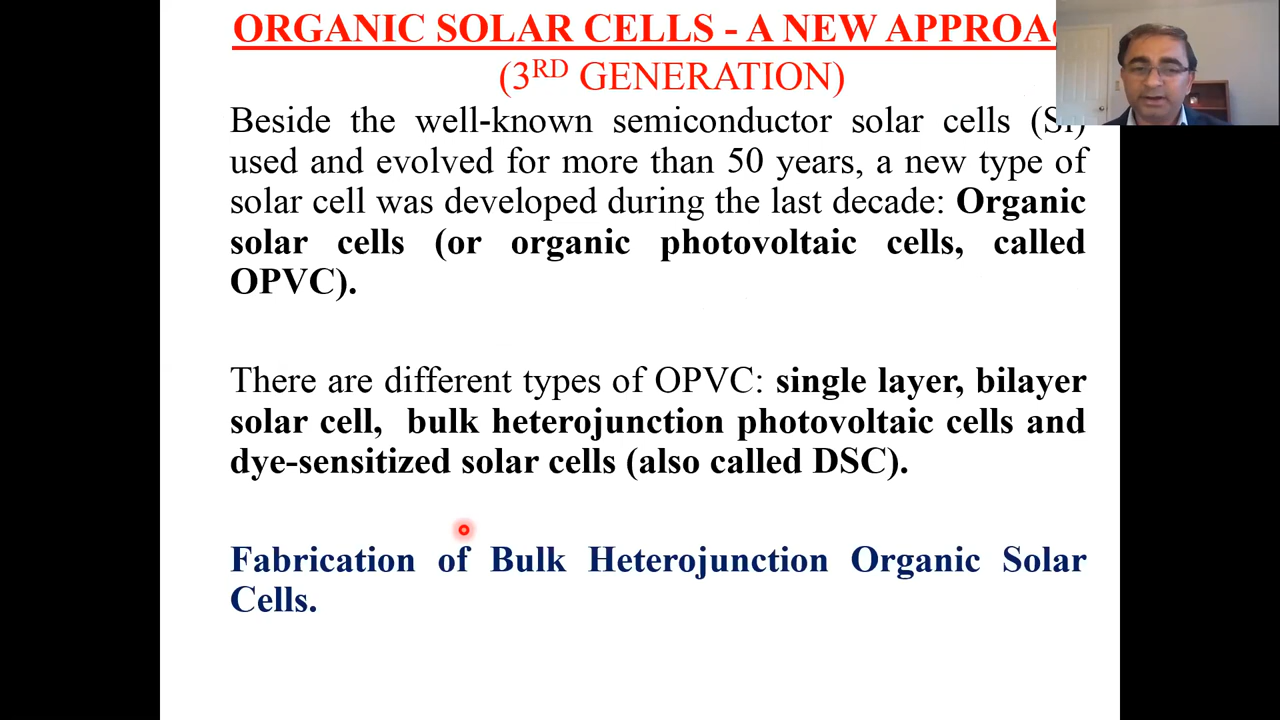 ORGANIC SOLAR CELLS - A NEW
(3RD GENERATION)
Beside the well-known semiconductor solar cells (Si)
used and evolved for more than 50 years, a new type of
solar cell was developed during the last decade: Organic
solar cells (or organic photovoltaic cells, called
OPVC).
There are different types of OPVC: single layer, bilayer
solar cell, bulk heterojunction photovoltaic cells and
dye-sensitized solar cells (also called DSC).
Fabrication of Bulk Heterojunction Organic Solar
Cells.